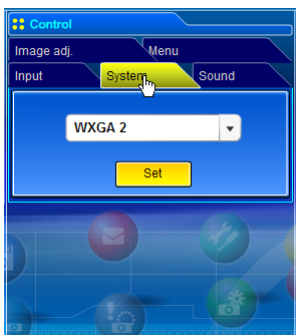 Control
Image adj. Menu
Input System Sound
WXGA 2
Set